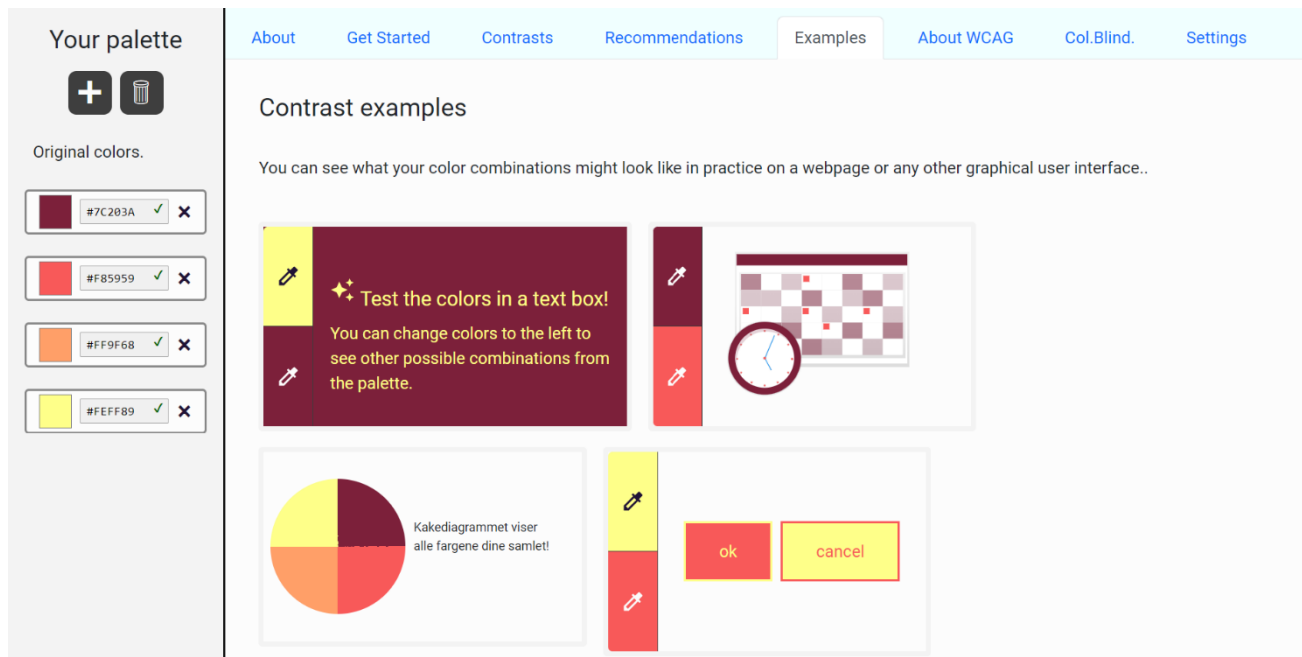 Your palette
Original colors.
#7C203A
#F85959
#FF9F68
#FEFF89
About Get Started Contrasts Recommendations Examples About WCAG Col.Blind. Settings
Contrast examples
You can see what your color combinations might look like in practice on a webpage or any other graphical user interface..
Test the colors in a text box!
You can change colors to the left to
see other possible combinations from
the palette.
Kakediagrammet viser
alle fargene dine samlet!
ok
cancel